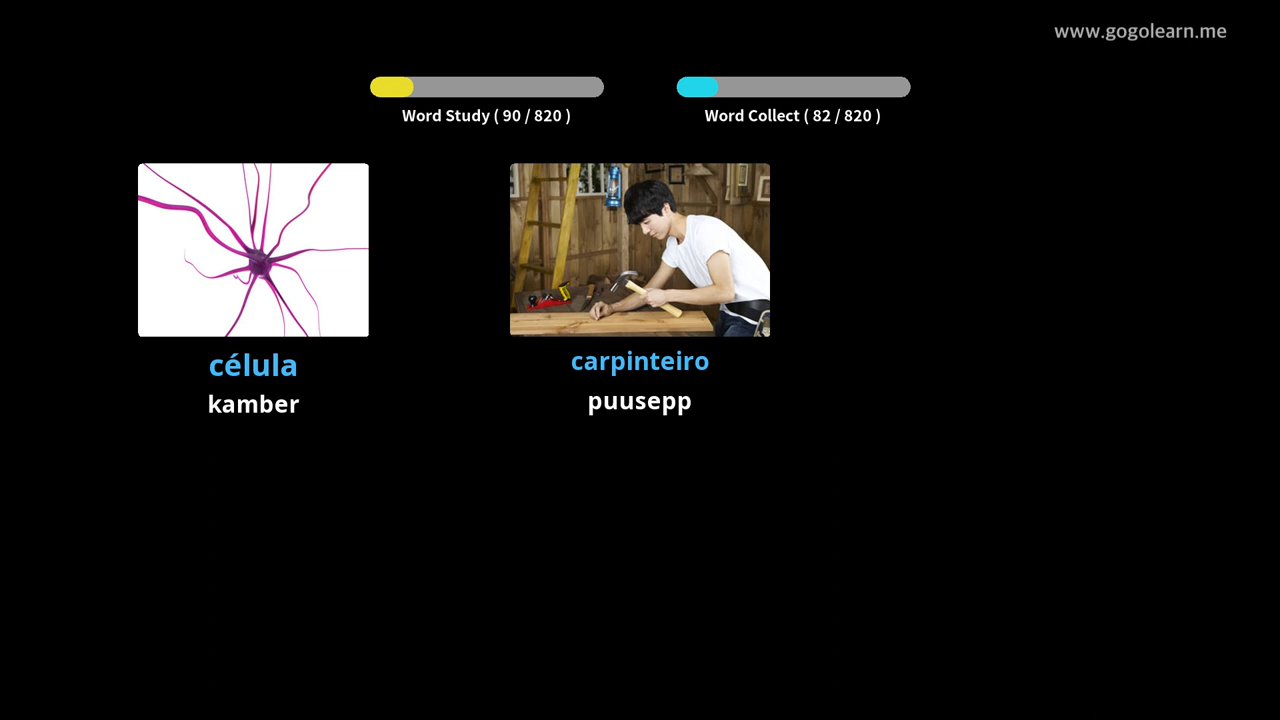 www.gogolearn.me
Word Study ( 90 / 820 )
Word Collect ( 82 / 820 )
célula
kamber
carpinteiro
puusepp